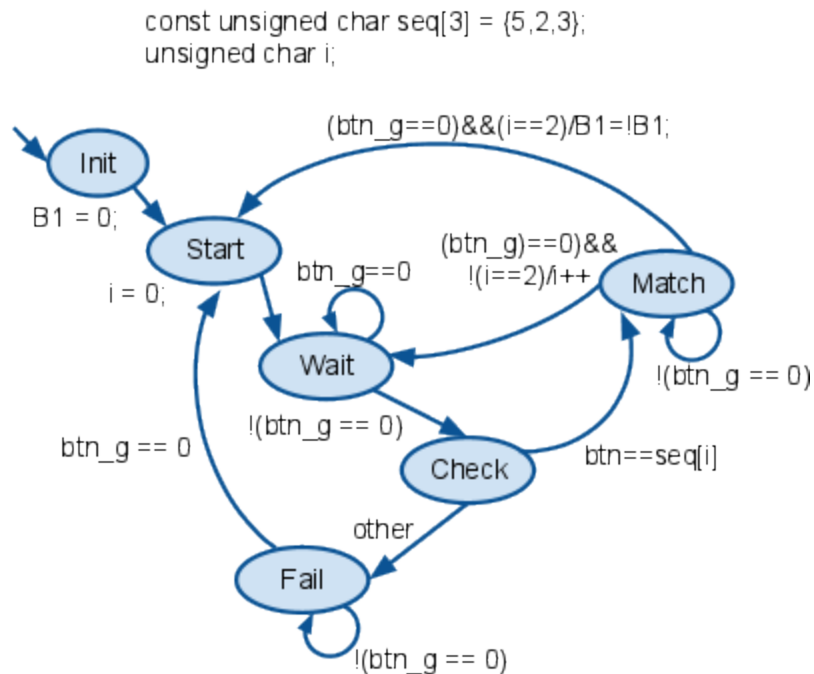 const unsigned char seq[3] = {5,2,3};
unsigned char i;
(btn_g==0)&&(i==2)/B1=!B1;
Init
B1 = 0;
Start
(btn_g)==0)&&
!(i==2)/i++
btn_g==0
Match
i = 0;
Wait
!(btn_g == 0)
!(btn_g == 0)
btn_g == 0
Check
btn==seq[i]
other
Fail
!(btn_g == 0)